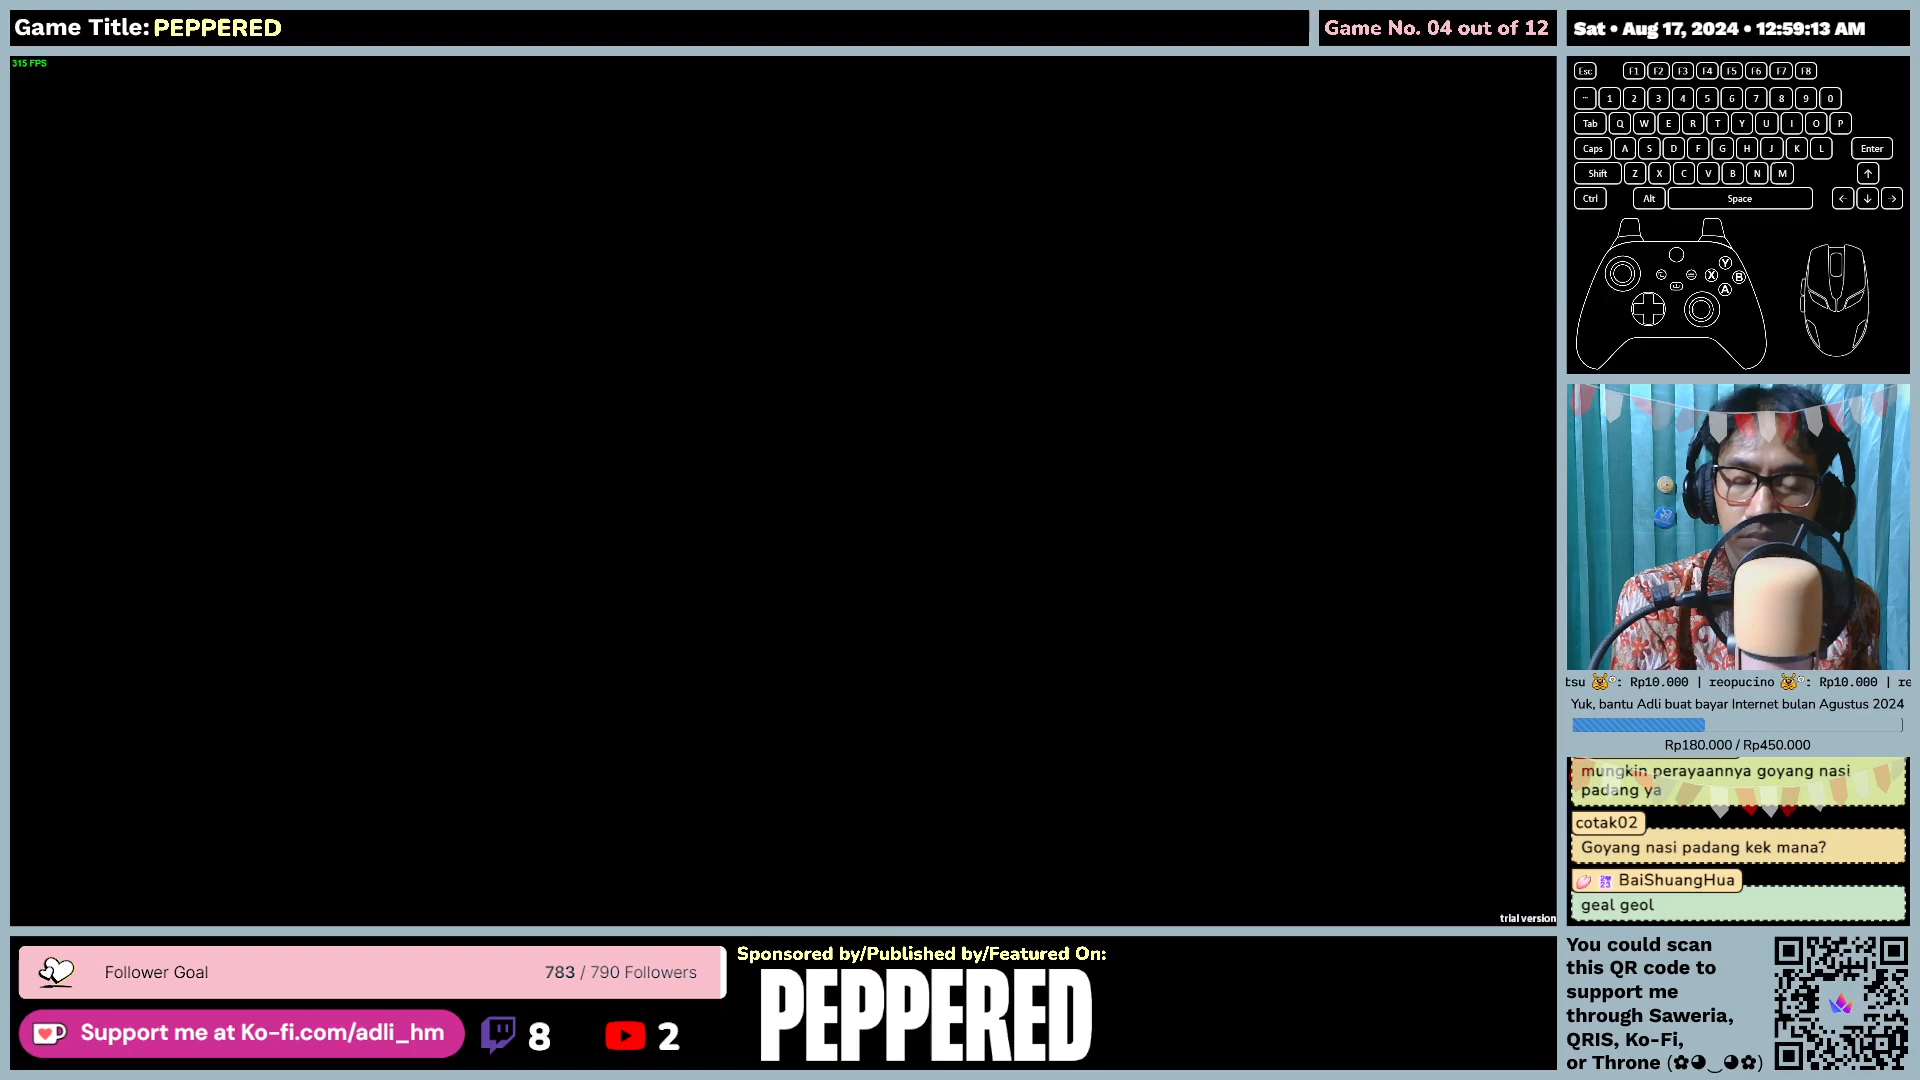 Game Title: PEPPERED
Game No. 04 out of 12
Sat • Aug 17, 2024 • 12:59:13 AM
315 FPS
Esc F1 F2 F3 F4 F5 F6 F7 F8
~ 1 2 3 4 5 6 7 8 9 0
Tab Q W E R T Y U I O P
Caps A S D F G H J K L Enter
Shift Z X C V B N M ↑
Ctrl Alt Space ← ↓ →
Y
X B
A
tsu : Rp10.000 | reopucino : Rp10.000 | re
Yuk, bantu Adli buat bayar Internet bulan Agustus 2024
Rp180.000 / Rp450.000
mungkin perayaannya goyang nasi
padang ya
cotak02
Goyang nasi padang kek mana?
BaiShuangHua
geal geol
trial version
Follower Goal 783 / 790 Followers
Support me at Ko-fi.com/adli_hm 8 2
Sponsored by/Published by/Featured On:
PEPPERED
You could scan
this QR code to
support me
through Saweria,
QRIS, Ko-Fi,
or Throne (✿◕‿◕✿)